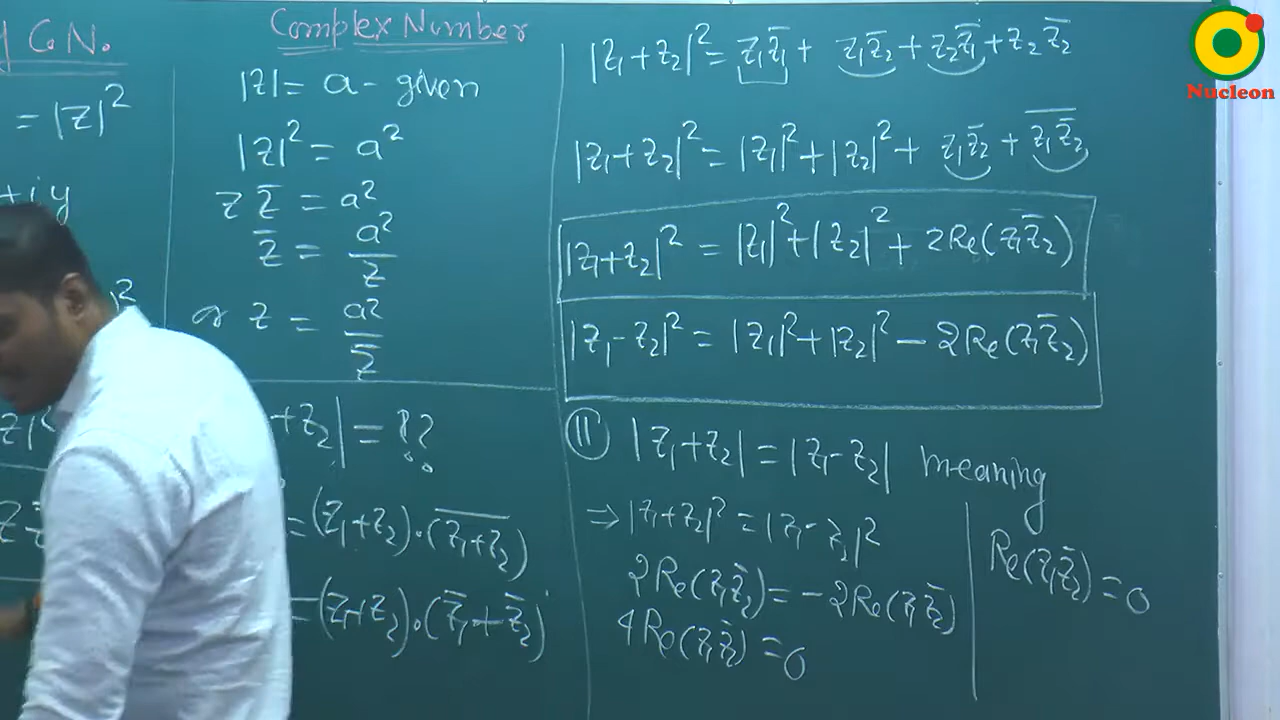 C.N.
= |z|²
+iy
Complex Number
|z| = a - given
|z|² = a²
z z̄ = a²
z̄ = a²/z
or z = a²/z̄
+z₂| = ??
= (z₁+z₂)·(\overline{z₁+z₂})
= (z₁+z₂)·(z̄₁+z̄₂)
|z₁+z₂|² = z₁z̄₁ + z₁z̄₂ + z₂z̄₁ + z₂z̄₂
|z₁+z₂|² = |z₁|²+|z₂|² + z₁z̄₂ + \overline{z₁z̄₂}
|z₁+z₂|² = |z₁|²+|z₂|² + 2Re(z₁z̄₂)
|z₁-z₂|² = |z₁|²+|z₂|² - 2Re(z₁z̄₂)
II |z₁+z₂| = |z₁-z₂| meaning
⇒ |z₁+z₂|² = |z₁-z₂|²
2Re(z₁z̄₂) = -2Re(z₁z̄₂)
4Re(z₁z̄₂) = 0
Re(z₁z̄₂) = 0
Nucleon